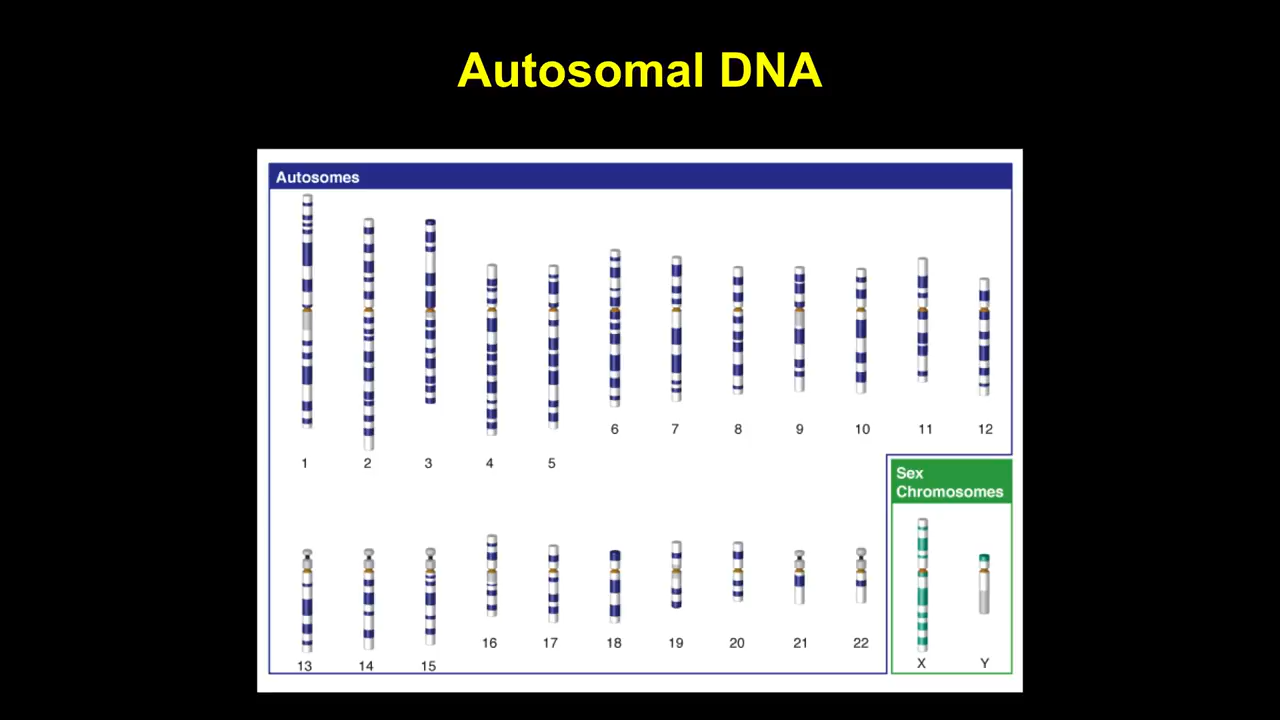 Autosomal DNA
Autosomes
6 7 8 9 10 11 12
1 2 3 4 5
Sex
Chromosomes
16 17 18 19 20 21 22
13 14 15
X Y